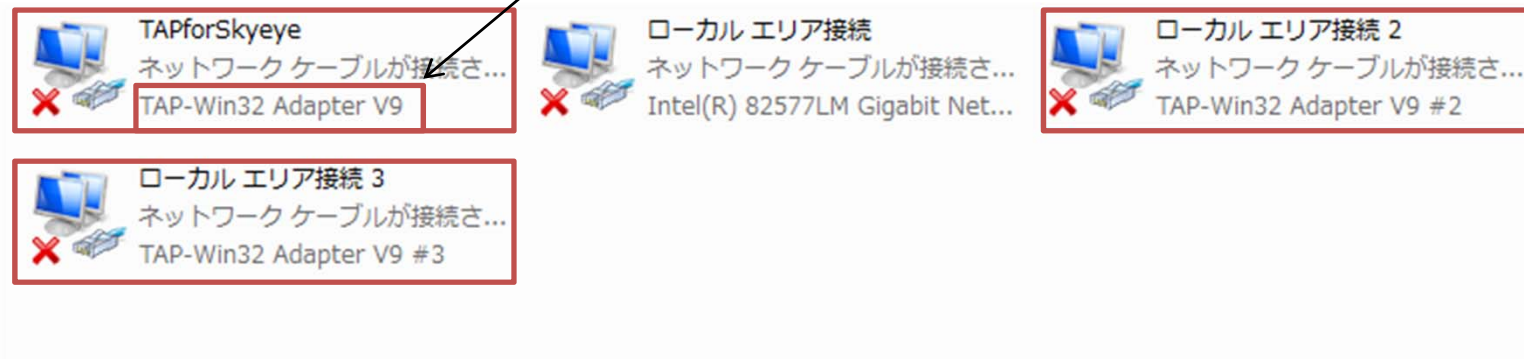 TAPforSkyeye
ネットワーク ケーブルが接続さ...
TAP-Win32 Adapter V9
ローカル エリア接続
ネットワーク ケーブルが接続さ...
Intel(R) 82577LM Gigabit Net...
ローカル エリア接続 2
ネットワーク ケーブルが接続さ...
TAP-Win32 Adapter V9 #2
ローカル エリア接続 3
ネットワーク ケーブルが接続さ...
TAP-Win32 Adapter V9 #3